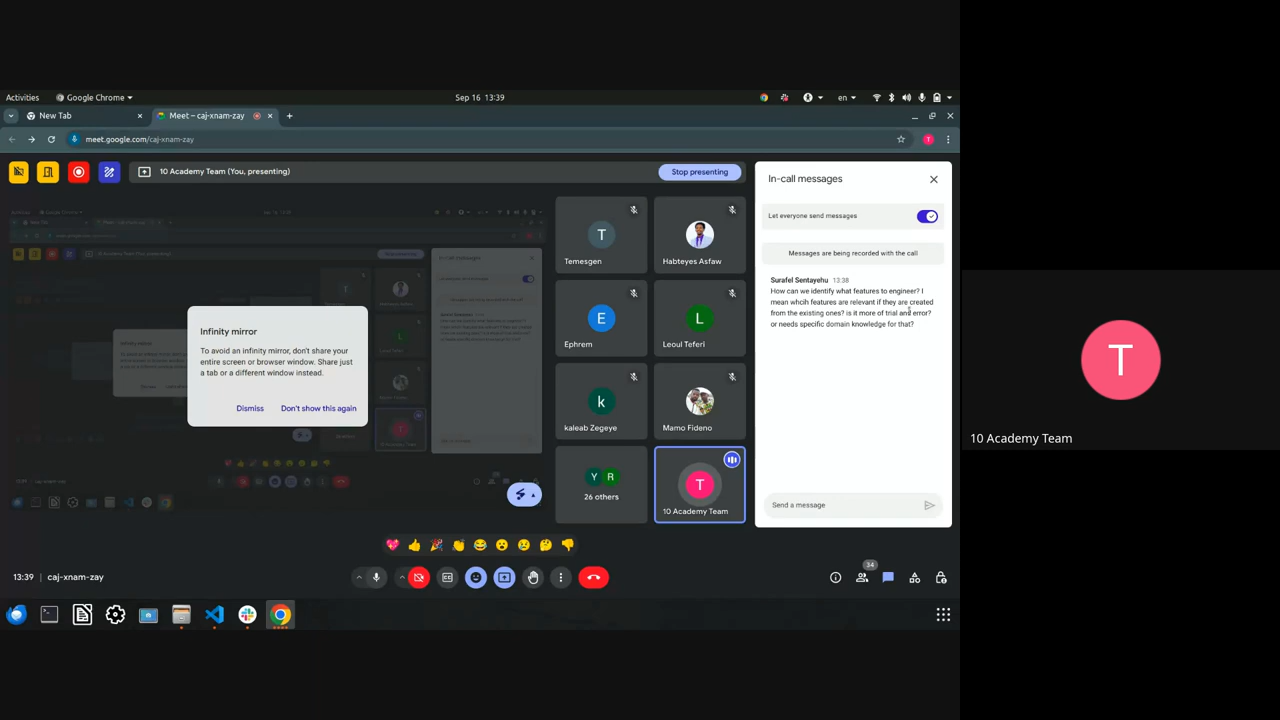 Activities
Google Chrome
Sep 16 13:39
en
New Tab
Meet – caj-xnam-zay
meet.google.com/caj-xnam-zay
T
10 Academy Team (You, presenting)
Stop presenting
In-call messages
Let everyone send messages
Messages are being recorded with the call
Surafel Sentayehu 13:38
How can we identify what features to engineer? I
mean whcih features are relevant if they are created
from the existing ones? is it more of trial and error?
or needs specific domain knowledge for that?
T
Temesgen
Habteyes Asfaw
E
Ephrem
L
Leoul Teferi
k
kaleab Zegeye
Mamo Fideno
Y R
26 others
T
10 Academy Team
Infinity mirror
To avoid an infinity mirror, don't share your
entire screen or browser window. Share just
a tab or a different window instead.
Dismiss
Don't show this again
Send a message
13:39 | caj-xnam-zay
34
T
10 Academy Team